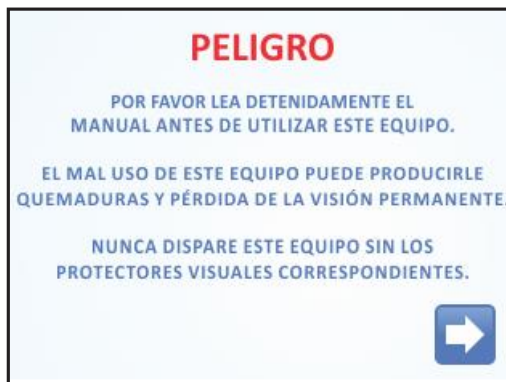 PELIGRO
POR FAVOR LEA DETENIDAMENTE EL
MANUAL ANTES DE UTILIZAR ESTE EQUIPO.
EL MAL USO DE ESTE EQUIPO PUEDE PRODUCIRLE
QUEMADURAS Y PÉRDIDA DE LA VISIÓN PERMANENTE.
NUNCA DISPARE ESTE EQUIPO SIN LOS
PROTECTORES VISUALES CORRESPONDIENTES.